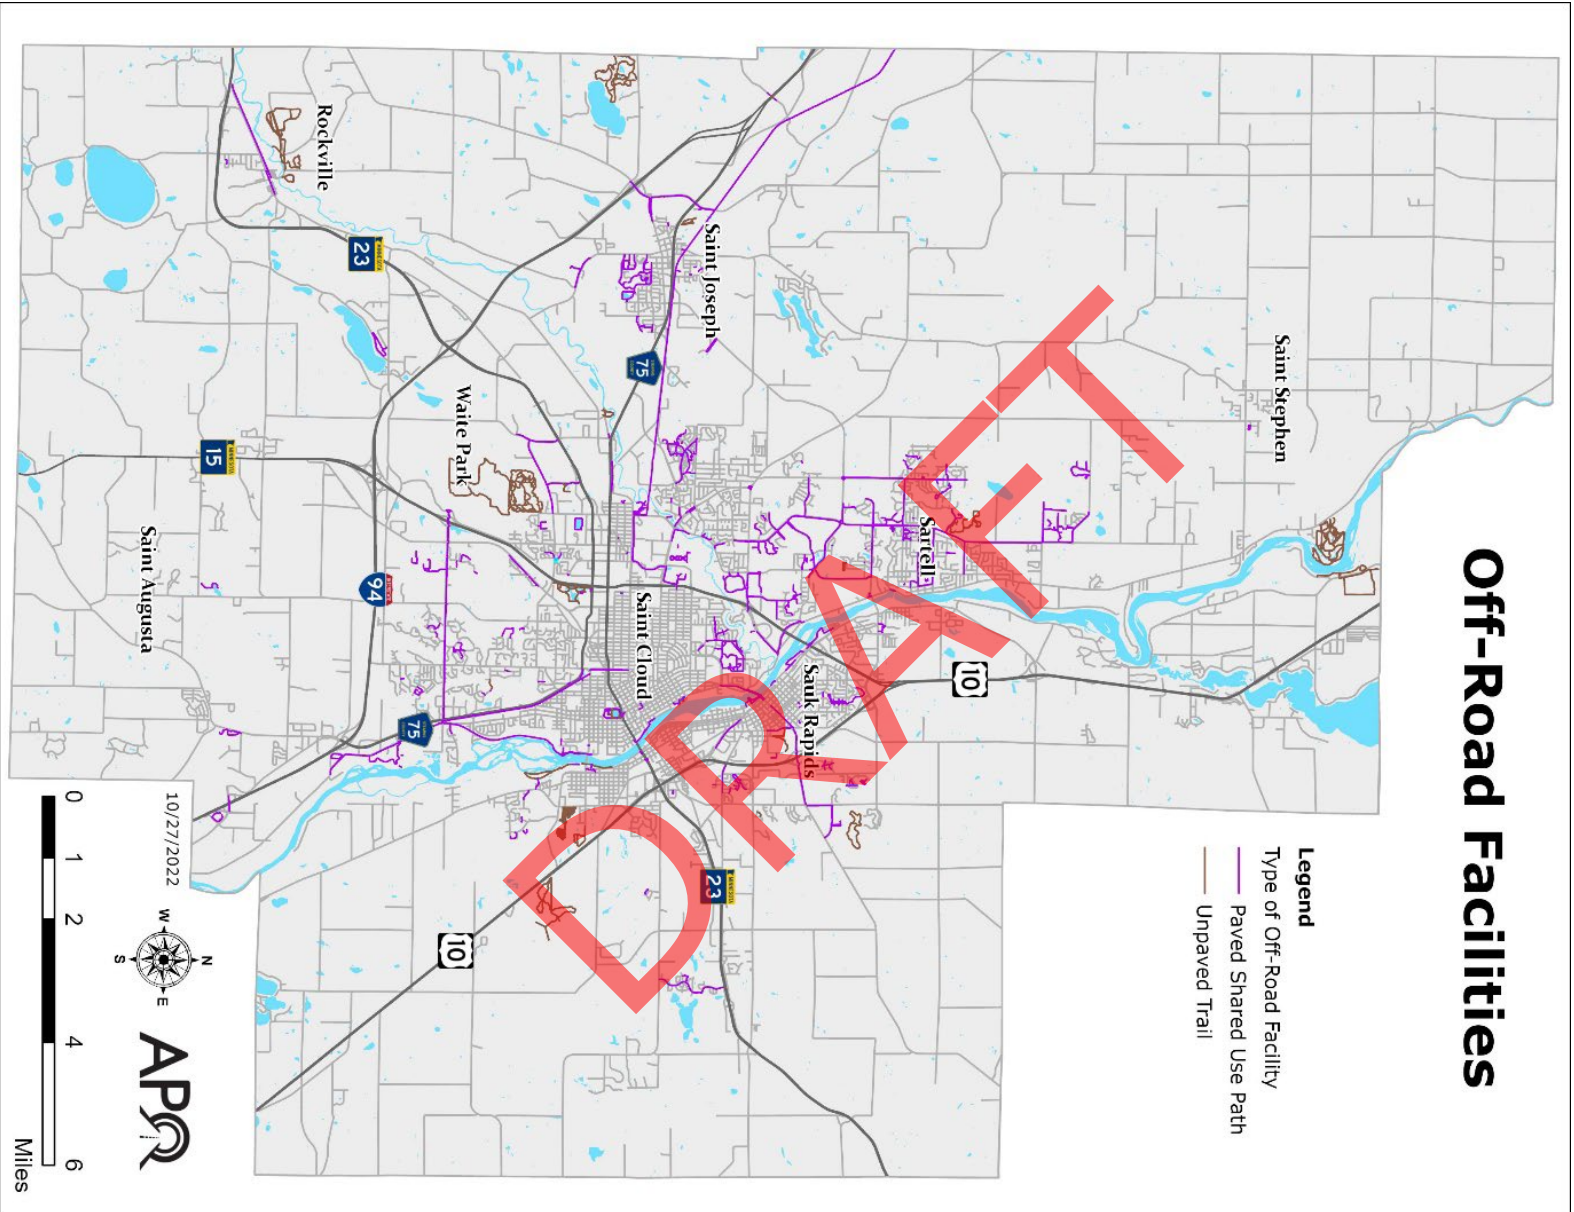 Off-Road Facilities
Legend
Type of Off-Road Facility
Paved Shared Use Path
Unpaved Trail
Saint Stephen
Sartell
10
Saint Joseph
75
Sauk Rapids
Saint Cloud
23
Waite Park
Rockville
23
15
94
75
10
Saint Augusta
DRAFT
10/27/2022
N
W
E
S
APO
0 1 2 4 6
Miles